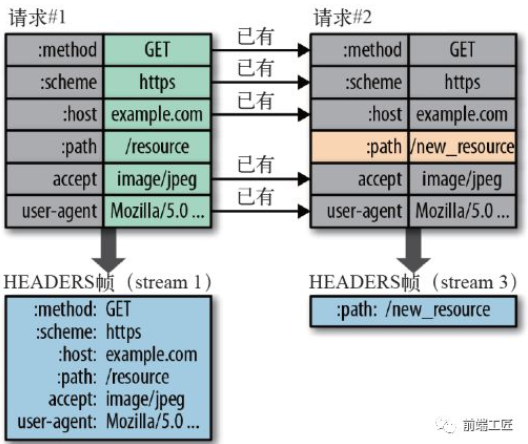 请求#1
请求#2
:method GET 已有 :method GET
:scheme https 已有 :scheme https
:host example.com 已有 :host example.com
:path /resource :path /new_resource
accept image/jpeg 已有 accept image/jpeg
user-agent Mozilla/5.0 ... 已有 user-agent Mozilla/5.0 ...
HEADERS帧（stream 1）
:method: GET
:scheme: https
:host: example.com
:path: /resource
accept: image/jpeg
user-agent: Mozilla/5.0 ...
HEADERS帧（stream 3）
:path: /new_resource
前端工匠